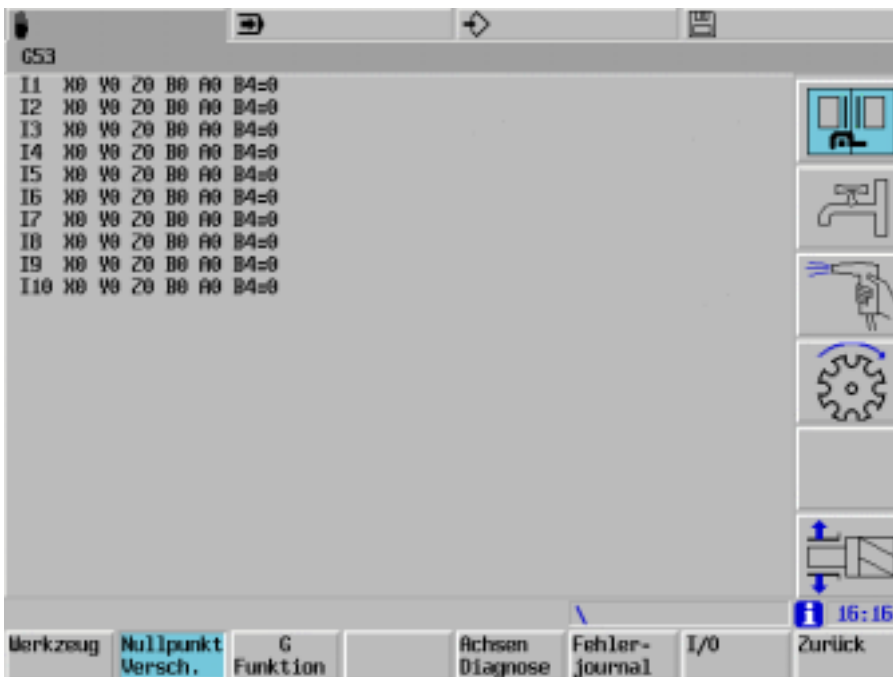 G53
I1 X0 Y0 Z0 B0 A0 B4=0
I2 X0 Y0 Z0 B0 A0 B4=0
I3 X0 Y0 Z0 B0 A0 B4=0
I4 X0 Y0 Z0 B0 A0 B4=0
I5 X0 Y0 Z0 B0 A0 B4=0
I6 X0 Y0 Z0 B0 A0 B4=0
I7 X0 Y0 Z0 B0 A0 B4=0
I8 X0 Y0 Z0 B0 A0 B4=0
I9 X0 Y0 Z0 B0 A0 B4=0
I10 X0 Y0 Z0 B0 A0 B4=0
\
i 16:16
Werkzeug
Nullpunkt
Versch.
G
Funktion
Achsen
Diagnose
Fehler-
journal
I/O
Zurück